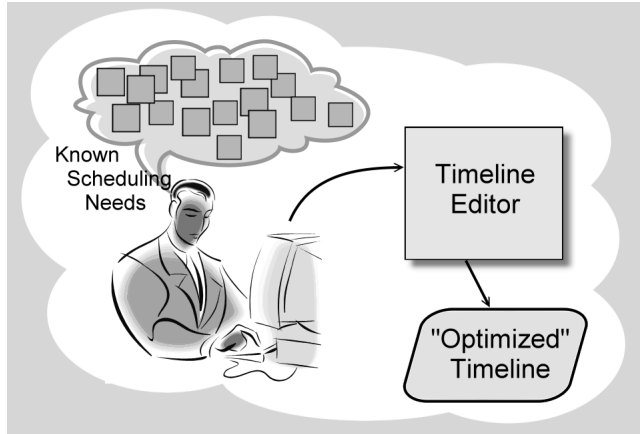 Known
Scheduling
Needs
Timeline
Editor
"Optimized"
Timeline